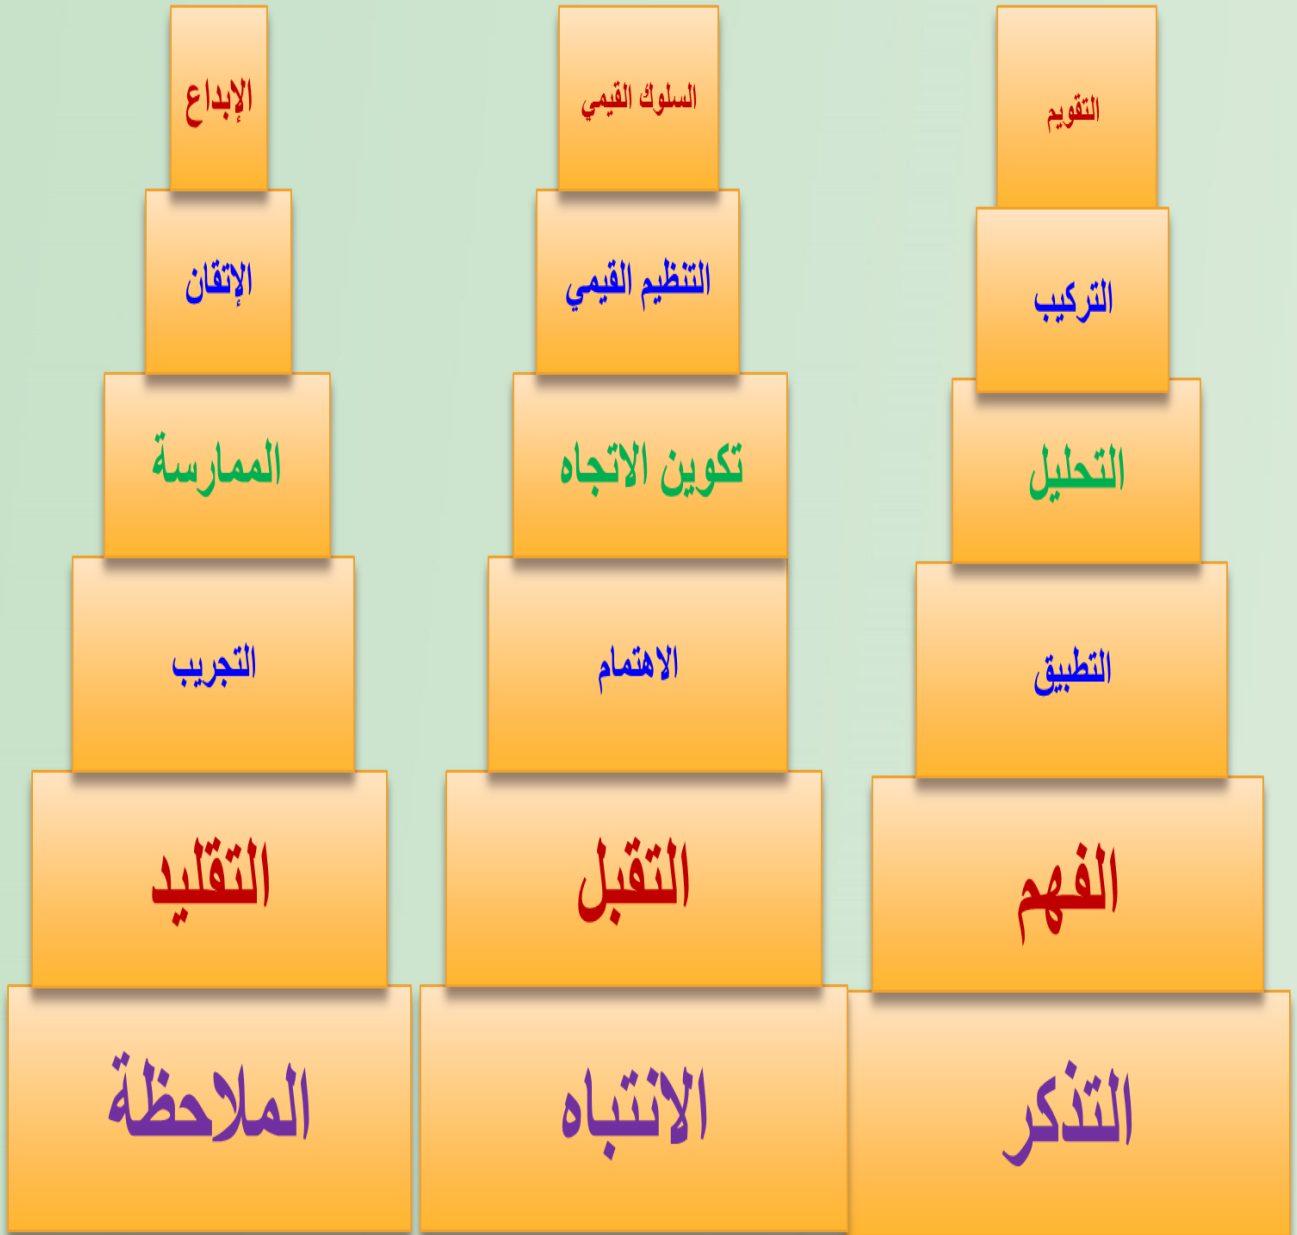 التقويم
التركيب
التحليل
التطبيق
الفهم
التذكر
السلوك القيمي
التنظيم القيمي
تكوين الاتجاه
الاهتمام
التقبل
الانتباه
الإبداع
الإتقان
الممارسة
التجريب
التقليد
الملاحظة